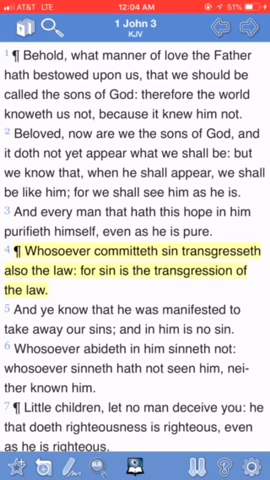 AT&T LTE 12:04 AM 51%
1 John 3
KJV
1 ¶ Behold, what manner of love the Father
hath bestowed upon us, that we should be
called the sons of God: therefore the world
knoweth us not, because it knew him not.
2 Beloved, now are we the sons of God, and
it doth not yet appear what we shall be: but
we know that, when he shall appear, we shall
be like him; for we shall see him as he is.
3 And every man that hath this hope in him
purifieth himself, even as he is pure.
4 ¶ Whosoever committeth sin transgresseth
also the law: for sin is the transgression of
the law.
5 And ye know that he was manifested to
take away our sins; and in him is no sin.
6 Whosoever abideth in him sinneth not:
whosoever sinneth hath not seen him, nei-
ther known him.
7 ¶ Little children, let no man deceive you: he
that doeth righteousness is righteous, even
as he is righteous.